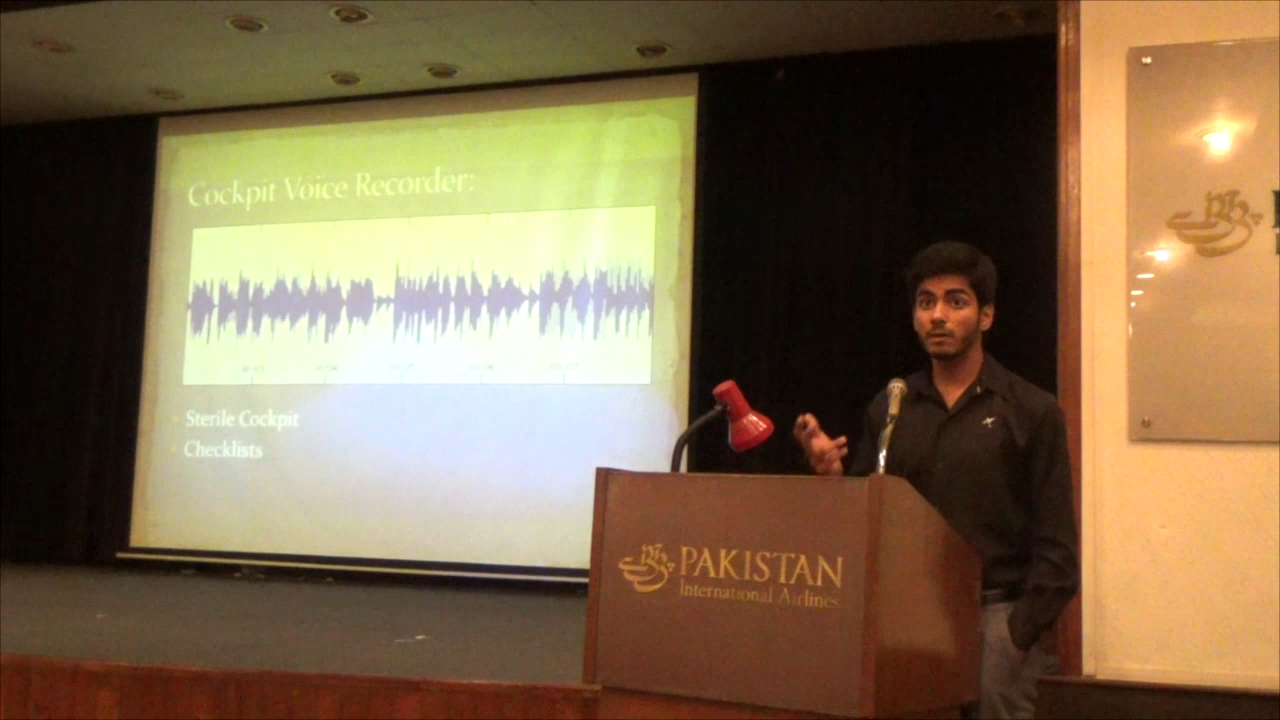 Cockpit Voice Recorder:
Sterile Cockpit
Checklists
PAKISTAN
International Airlines